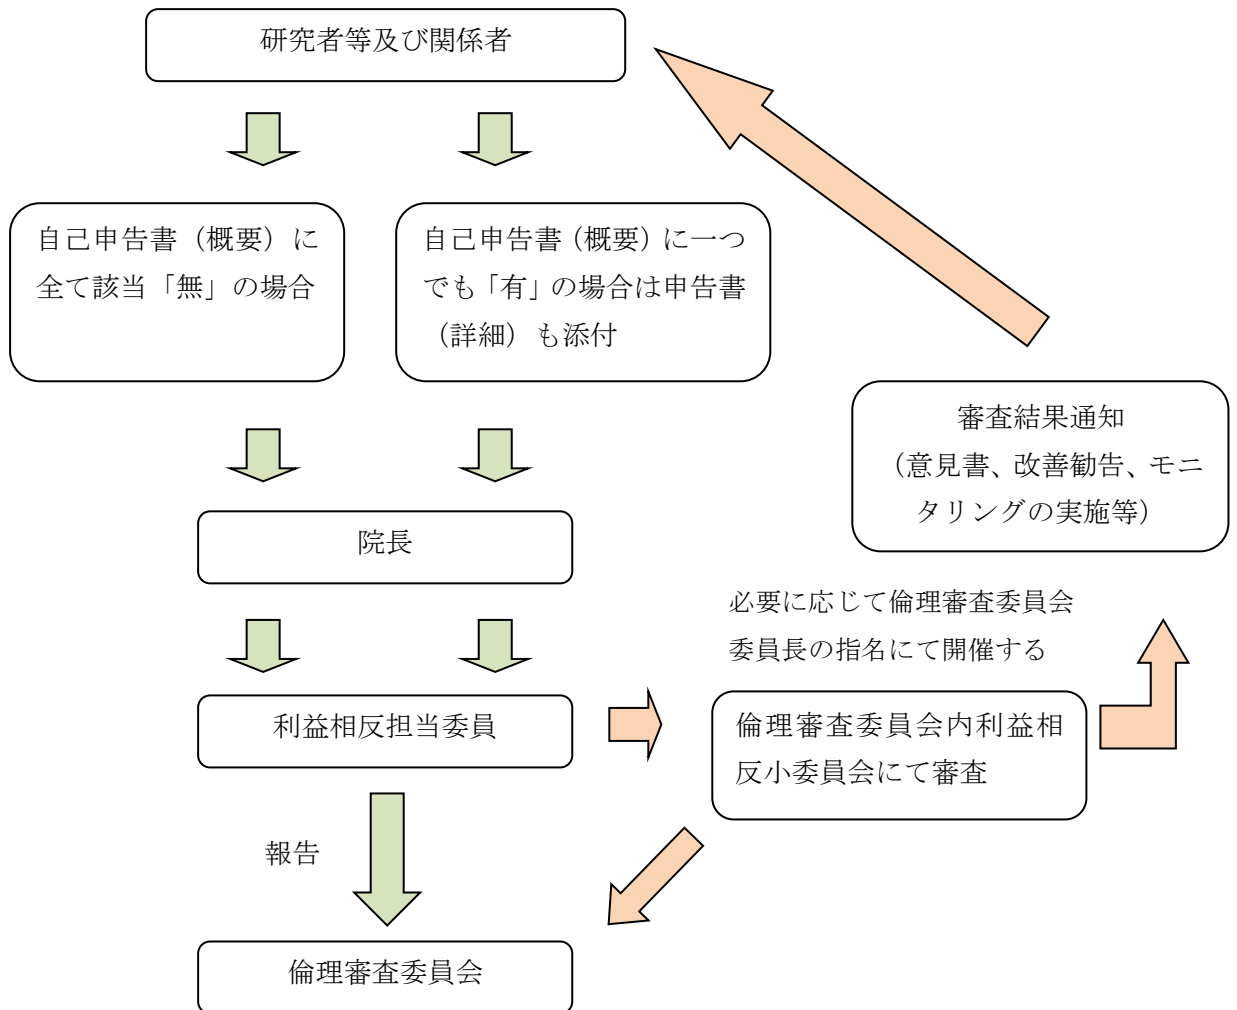 研究者等及び関係者
自己申告書（概要）に
全て該当「無」の場合
自己申告書（概要）に一つ
でも「有」の場合は申告書
（詳細）も添付
審査結果通知
（意見書、改善勧告、モニ
タリングの実施等）
院長
必要に応じて倫理審査委員会
委員長の指名にて開催する
利益相反担当委員
倫理審査委員会内利益相
反小委員会にて審査
報告
倫理審査委員会